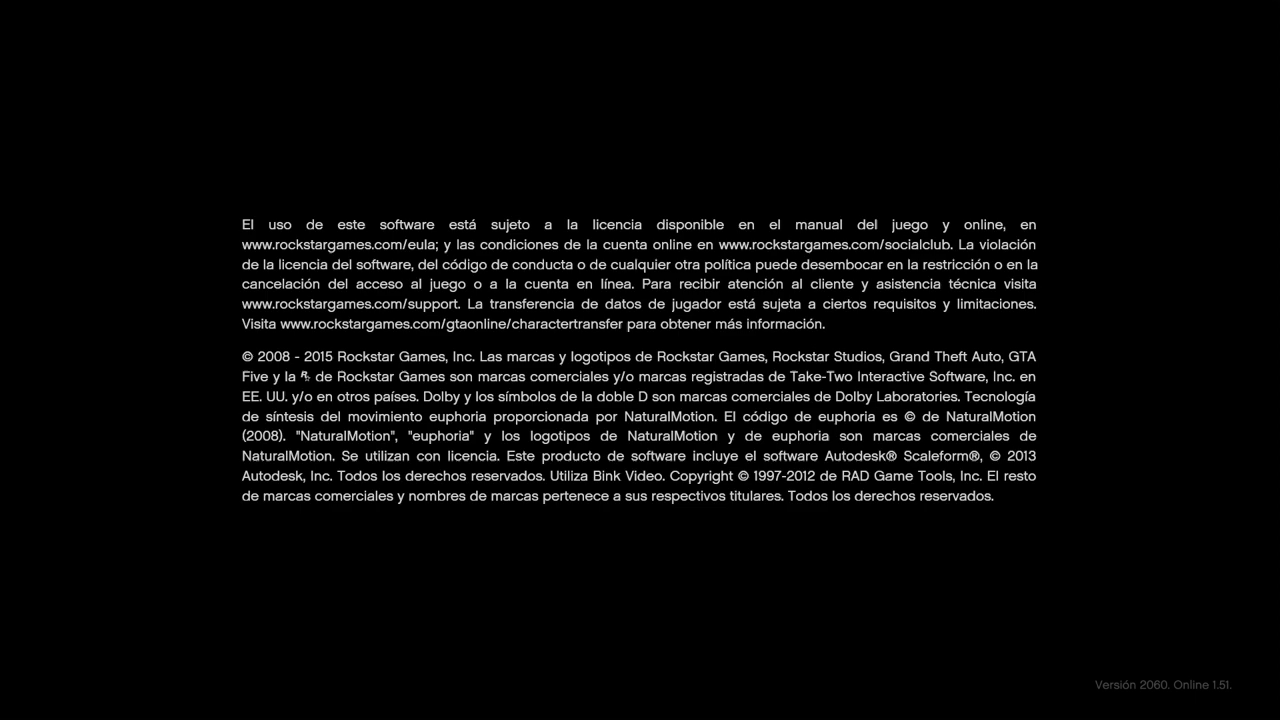 El uso de este software está sujeto a la licencia disponible en el manual del juego y online, en
www.rockstargames.com/eula; y las condiciones de la cuenta online en www.rockstargames.com/socialclub. La violación
de la licencia del software, del código de conducta o de cualquier otra política puede desembocar en la restricción o en la
cancelación del acceso al juego o a la cuenta en línea. Para recibir atención al cliente y asistencia técnica visita
www.rockstargames.com/support. La transferencia de datos de jugador está sujeta a ciertos requisitos y limitaciones.
Visita www.rockstargames.com/gtaonline/charactertransfer para obtener más información.
© 2008 - 2015 Rockstar Games, Inc. Las marcas y logotipos de Rockstar Games, Rockstar Studios, Grand Theft Auto, GTA
Five y la R* de Rockstar Games son marcas comerciales y/o marcas registradas de Take-Two Interactive Software, Inc. en
EE. UU. y/o en otros países. Dolby y los símbolos de la doble D son marcas comerciales de Dolby Laboratories. Tecnología
de síntesis del movimiento euphoria proporcionada por NaturalMotion. El código de euphoria es © de NaturalMotion
(2008). "NaturalMotion", "euphoria" y los logotipos de NaturalMotion y de euphoria son marcas comerciales de
NaturalMotion. Se utilizan con licencia. Este producto de software incluye el software Autodesk® Scaleform®, © 2013
Autodesk, Inc. Todos los derechos reservados. Utiliza Bink Video. Copyright © 1997-2012 de RAD Game Tools, Inc. El resto
de marcas comerciales y nombres de marcas pertenece a sus respectivos titulares. Todos los derechos reservados.
Versión 2060. Online 1.51.